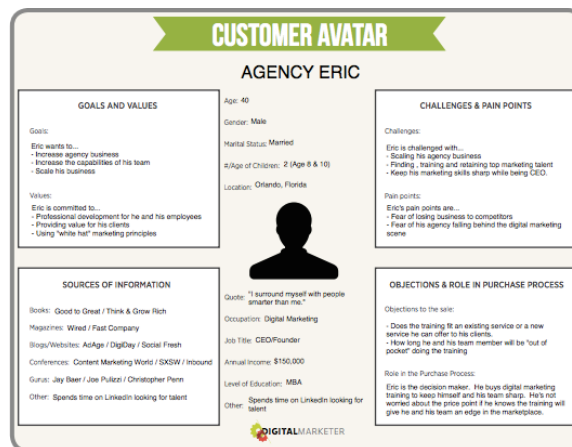 CUSTOMER AVATAR
AGENCY ERIC
GOALS AND VALUES
Goals:
Eric wants to...
- Increase agency business
- Increase the capabilities of his team
- Scale his business
Values:
Eric is committed to...
- Professional development for he and his employees
- Providing value for his clients
- Using "white hat" marketing principles
Age: 40
Gender: Male
Marital Status: Married
#/Age of Children: 2 (Age 8 & 10)
Location: Orlando, Florida
CHALLENGES & PAIN POINTS
Challenges:
Eric is challenged with...
- Scaling his agency business
- Finding , training and retaining top marketing talent
- Keep his marketing skills sharp while being CEO.
Pain points:
Eric's pain points are...
- Fear of losing business to competitors
- Fear of his agency falling behind the digital marketing
scene
SOURCES OF INFORMATION
Books: Good to Great / Think & Grow Rich
Magazines: Wired / Fast Company
Blogs/Websites: AdAge / DigiDay / Social Fresh
Conferences: Content Marketing World / SXSW / Inbound
Gurus: Jay Baer / Joe Pulizzi / Christopher Penn
Other: Spends time on LinkedIn looking for talent
Quote: "I surround myself with people
smarter than me."
Occupation: Digital Marketing
Job Title: CEO/Founder
Annual Income: $150,000
Level of Education: MBA
Other: Spends time on LinkedIn looking for
talent
OBJECTIONS & ROLE IN PURCHASE PROCESS
Objections to the sale:
- Does the training fit an existing service or a new
service he can offer to his clients.
- How long he and his team member will be "out of
pocket" doing the training
Role in the Purchase Process:
Eric is the decision maker. He buys digital marketing
training to keep himself and his team sharp. He's not
worried about the price point if he knows the training will
give he and his team an edge in the marketplace.
DIGITALMARKETER